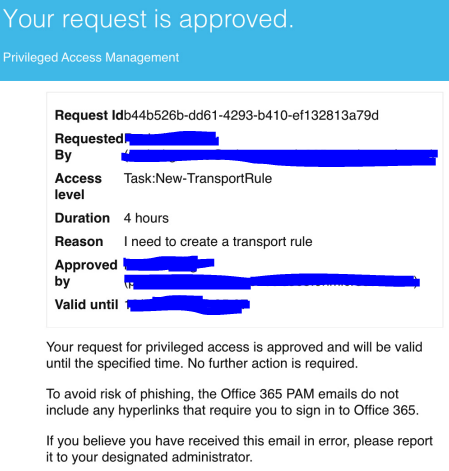 Your request is approved.
Privileged Access Management
Request Id b44b526b-dd61-4293-b410-ef132813a79d
Requested
By
Access Task:New-TransportRule
level
Duration 4 hours
Reason I need to create a transport rule
Approved
by
Valid until
Your request for privileged access is approved and will be valid
until the specified time. No further action is required.
To avoid risk of phishing, the Office 365 PAM emails do not
include any hyperlinks that require you to sign in to Office 365.
If you believe you have received this email in error, please report
it to your designated administrator.